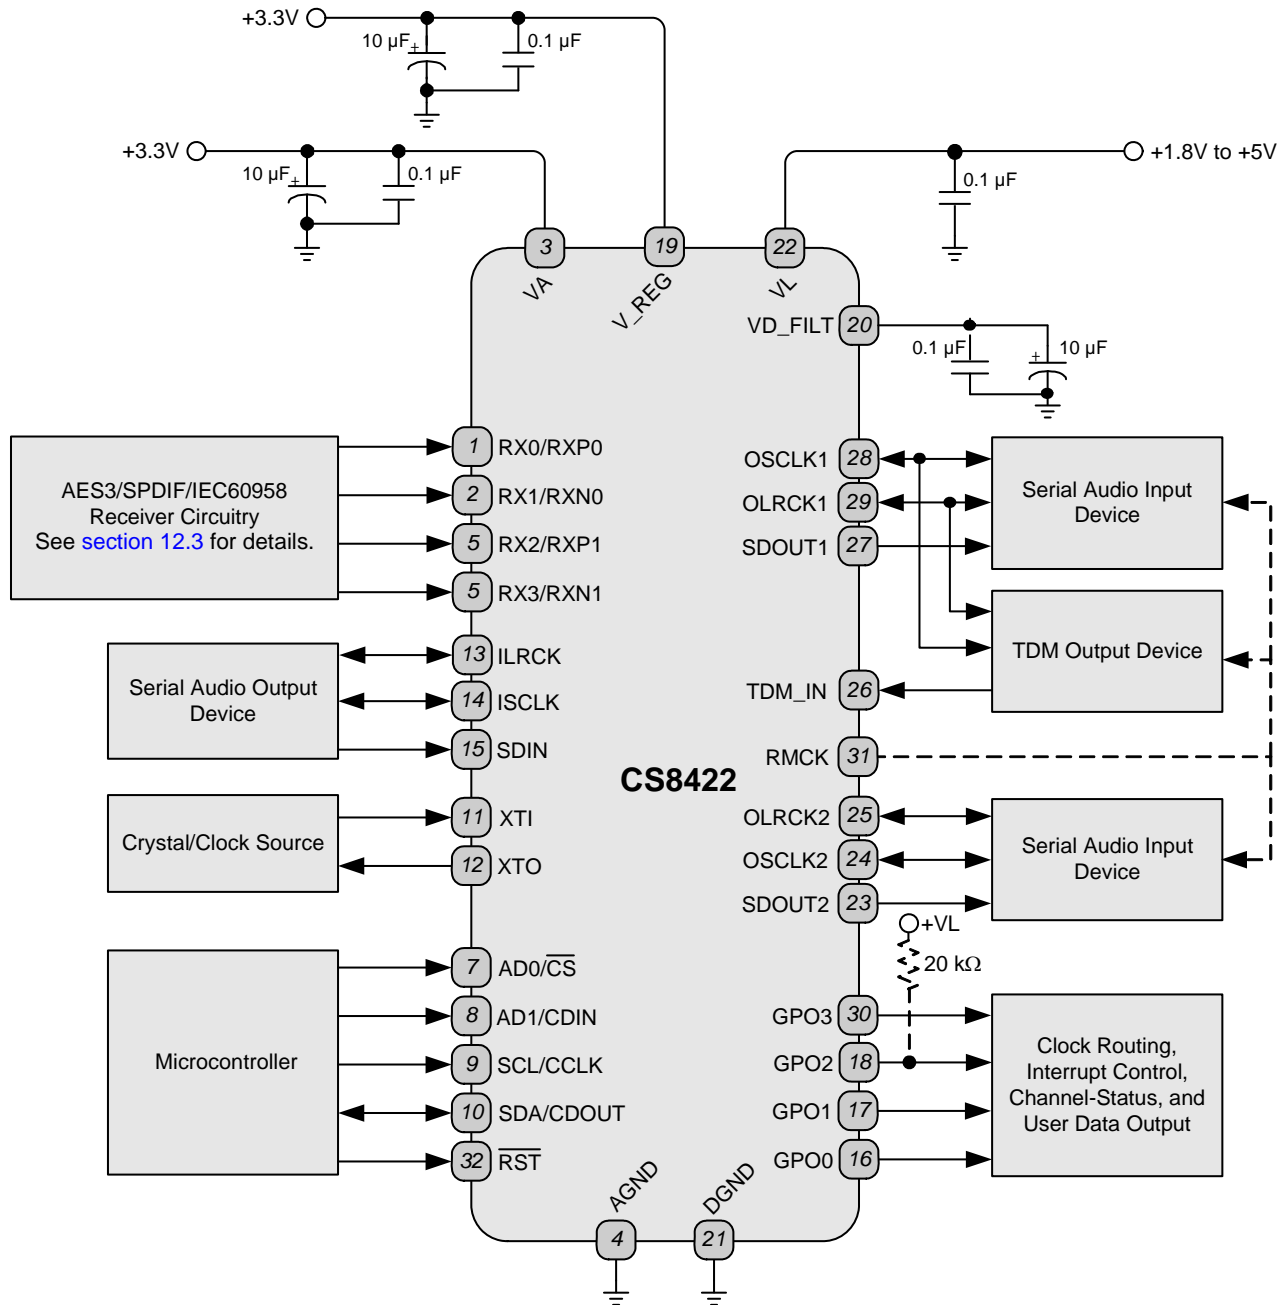 +3.3V
10 µF
+
0.1 µF
+3.3V
10 µF
+
0.1 µF
+1.8V to +5V
0.1 µF
3
19
22
VA
V_REG
VL
VD_FILT
20
0.1 µF
+
10 µF
AES3/SPDIF/IEC60958
Receiver Circuitry
See section 12.3 for details.
1
RX0/RXP0
2
RX1/RXN0
5
RX2/RXP1
5
RX3/RXN1
OSCLK1
28
OLRCK1
29
SDOUT1
27
Serial Audio Input
Device
Serial Audio Output
Device
13
ILRCK
14
ISCLK
15
SDIN
TDM_IN
26
TDM Output Device
RMCK
31
CS8422
Crystal/Clock Source
11
XTI
12
XTO
OLRCK2
25
OSCLK2
24
SDOUT2
23
Serial Audio Input
Device
+VL
20 kΩ
Microcontroller
7
AD0/CS
8
AD1/CDIN
9
SCL/CCLK
10
SDA/CDOUT
32
RST
GPO3
30
GPO2
18
GPO1
17
GPO0
16
Clock Routing,
Interrupt Control,
Channel-Status, and
User Data Output
AGND
DGND
4
21